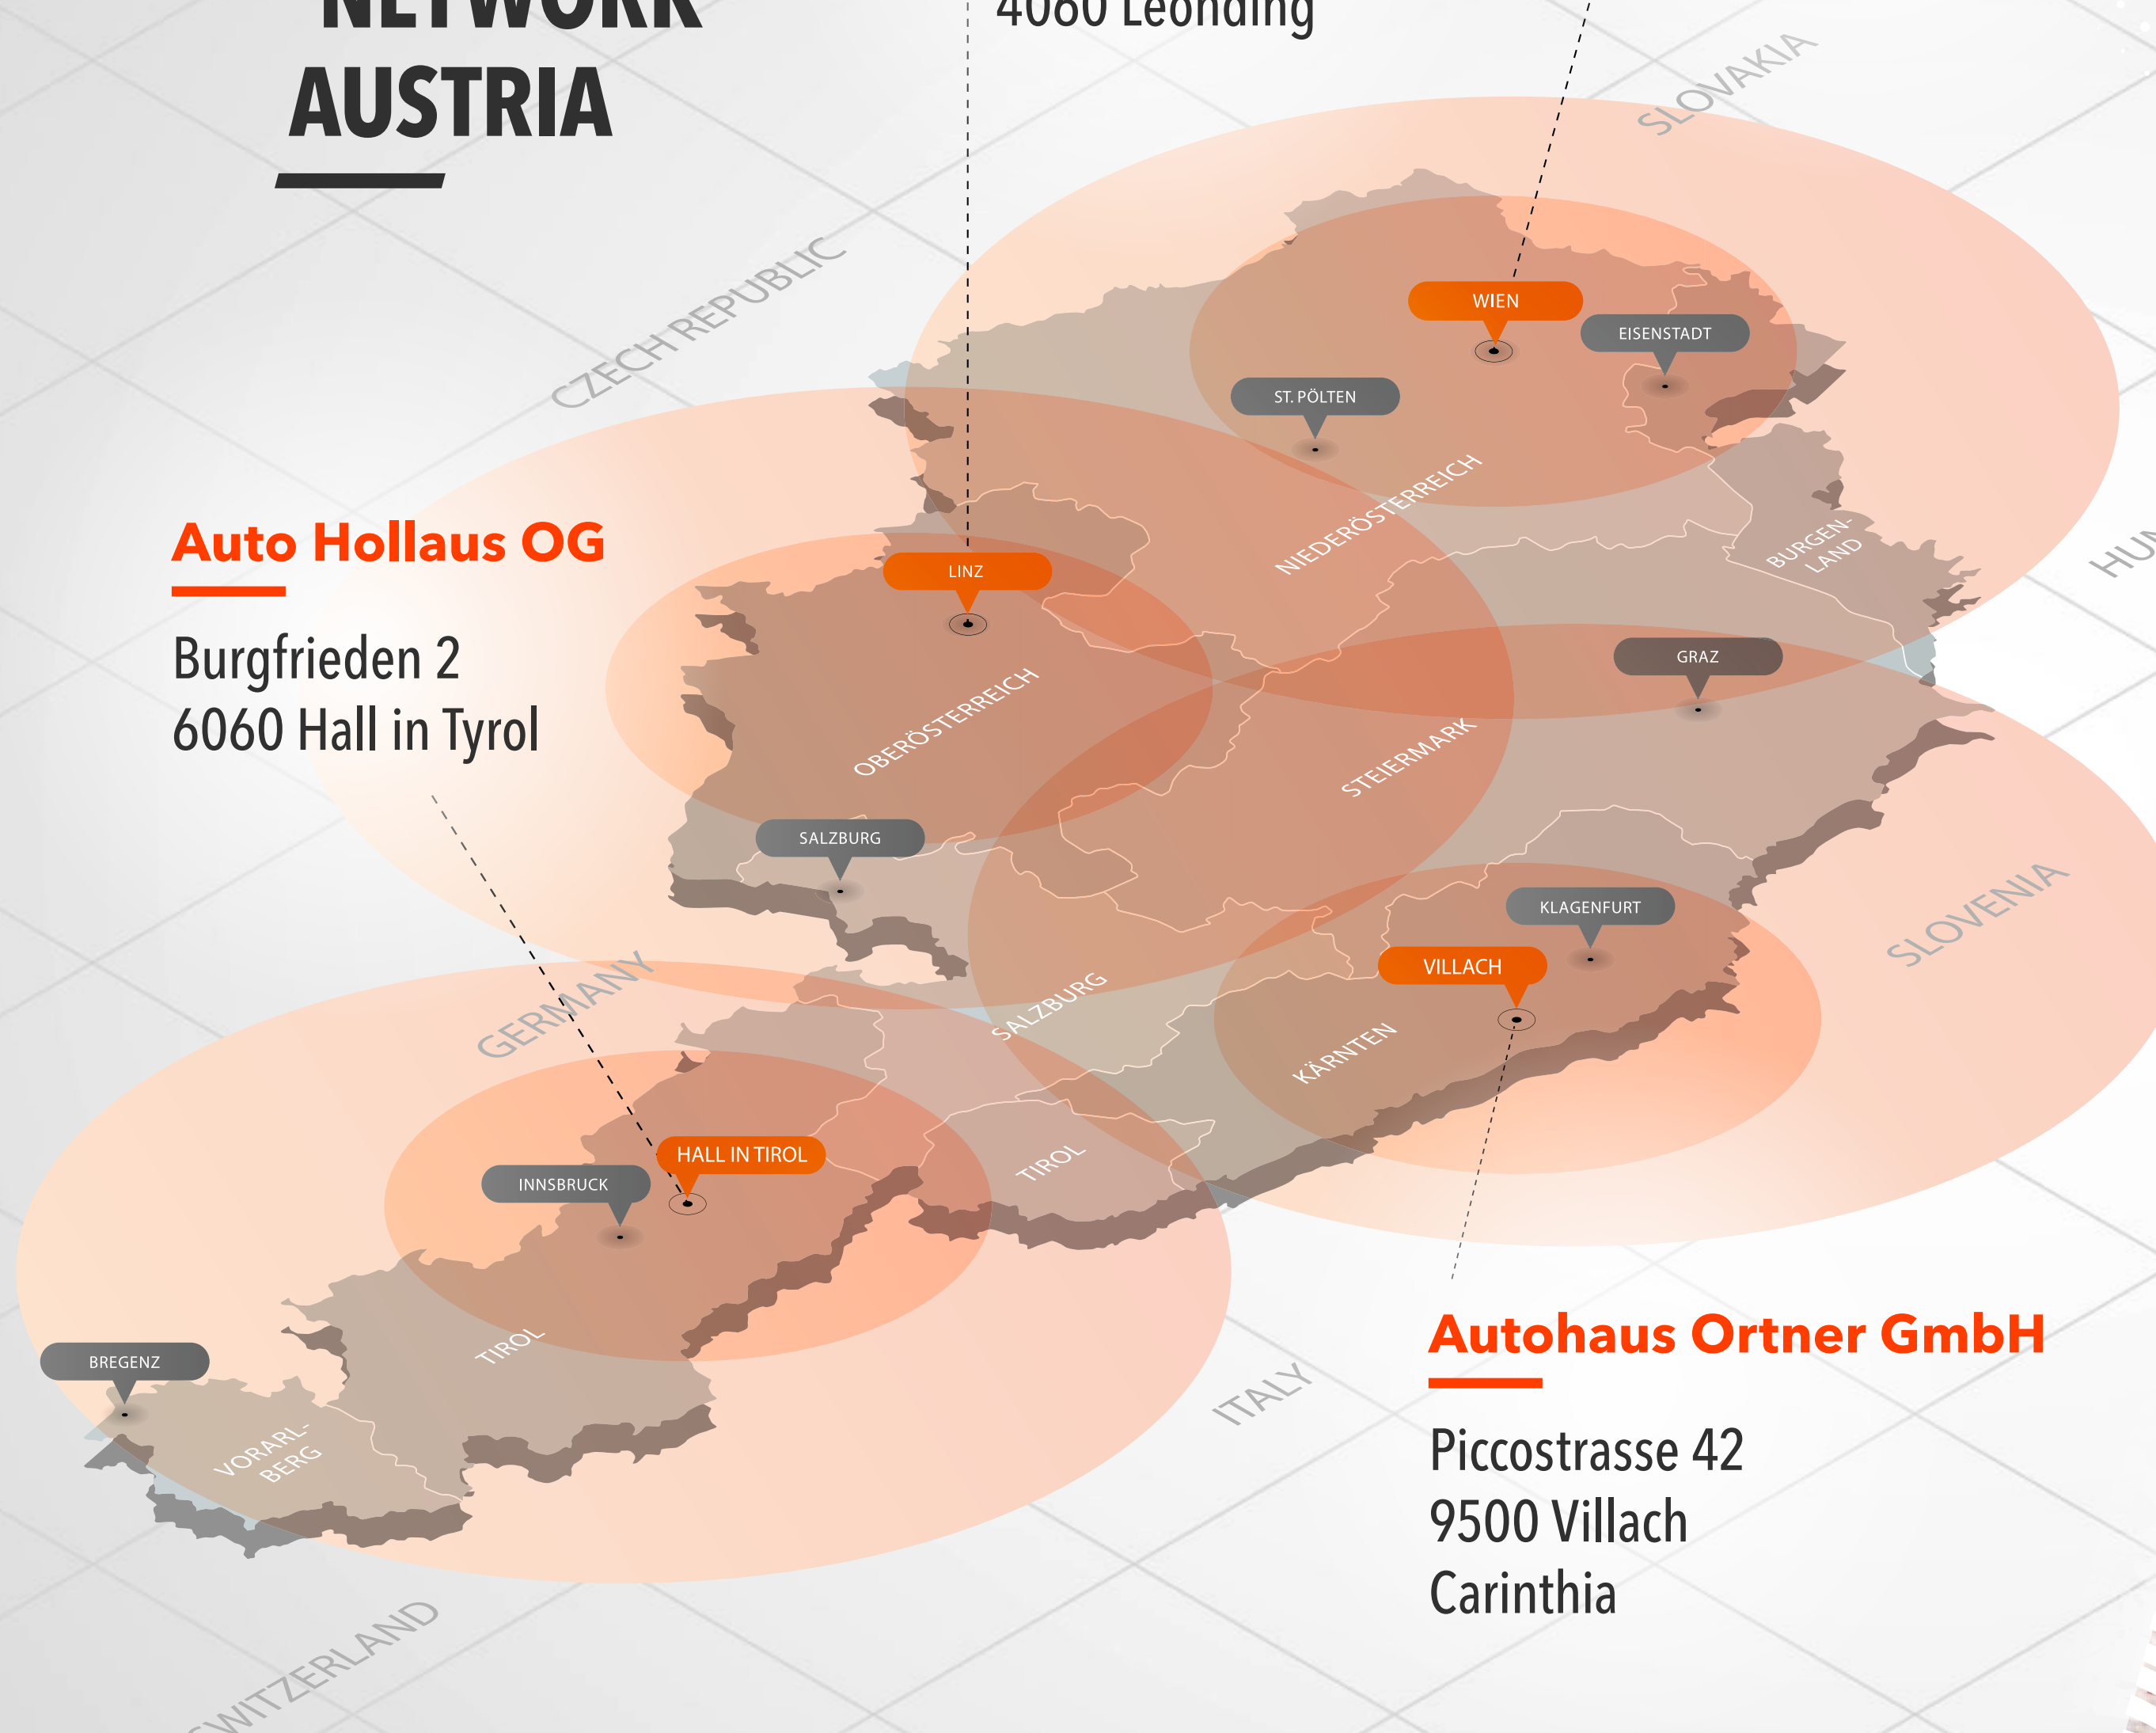 NETWORK
AUSTRIA
4060 Leonding
SLOVAKIA
CZECH REPUBLIC
WIEN
EISENSTADT
ST. PÖLTEN
NIEDERÖSTERREICH
BURGEN-
LAND
Auto Hollaus OG
Burgfrieden 2
6060 Hall in Tyrol
LINZ
GRAZ
OBERÖSTERREICH
STEIERMARK
SALZBURG
KLAGENFURT
SLOVENIA
VILLACH
GERMANY
SALZBURG
KÄRNTEN
HALL IN TIROL
INNSBRUCK
TIROL
TIROL
BREGENZ
VORARL-
BERG
ITALY
Autohaus Ortner GmbH
Piccostrasse 42
9500 Villach
Carinthia
SWITZERLAND